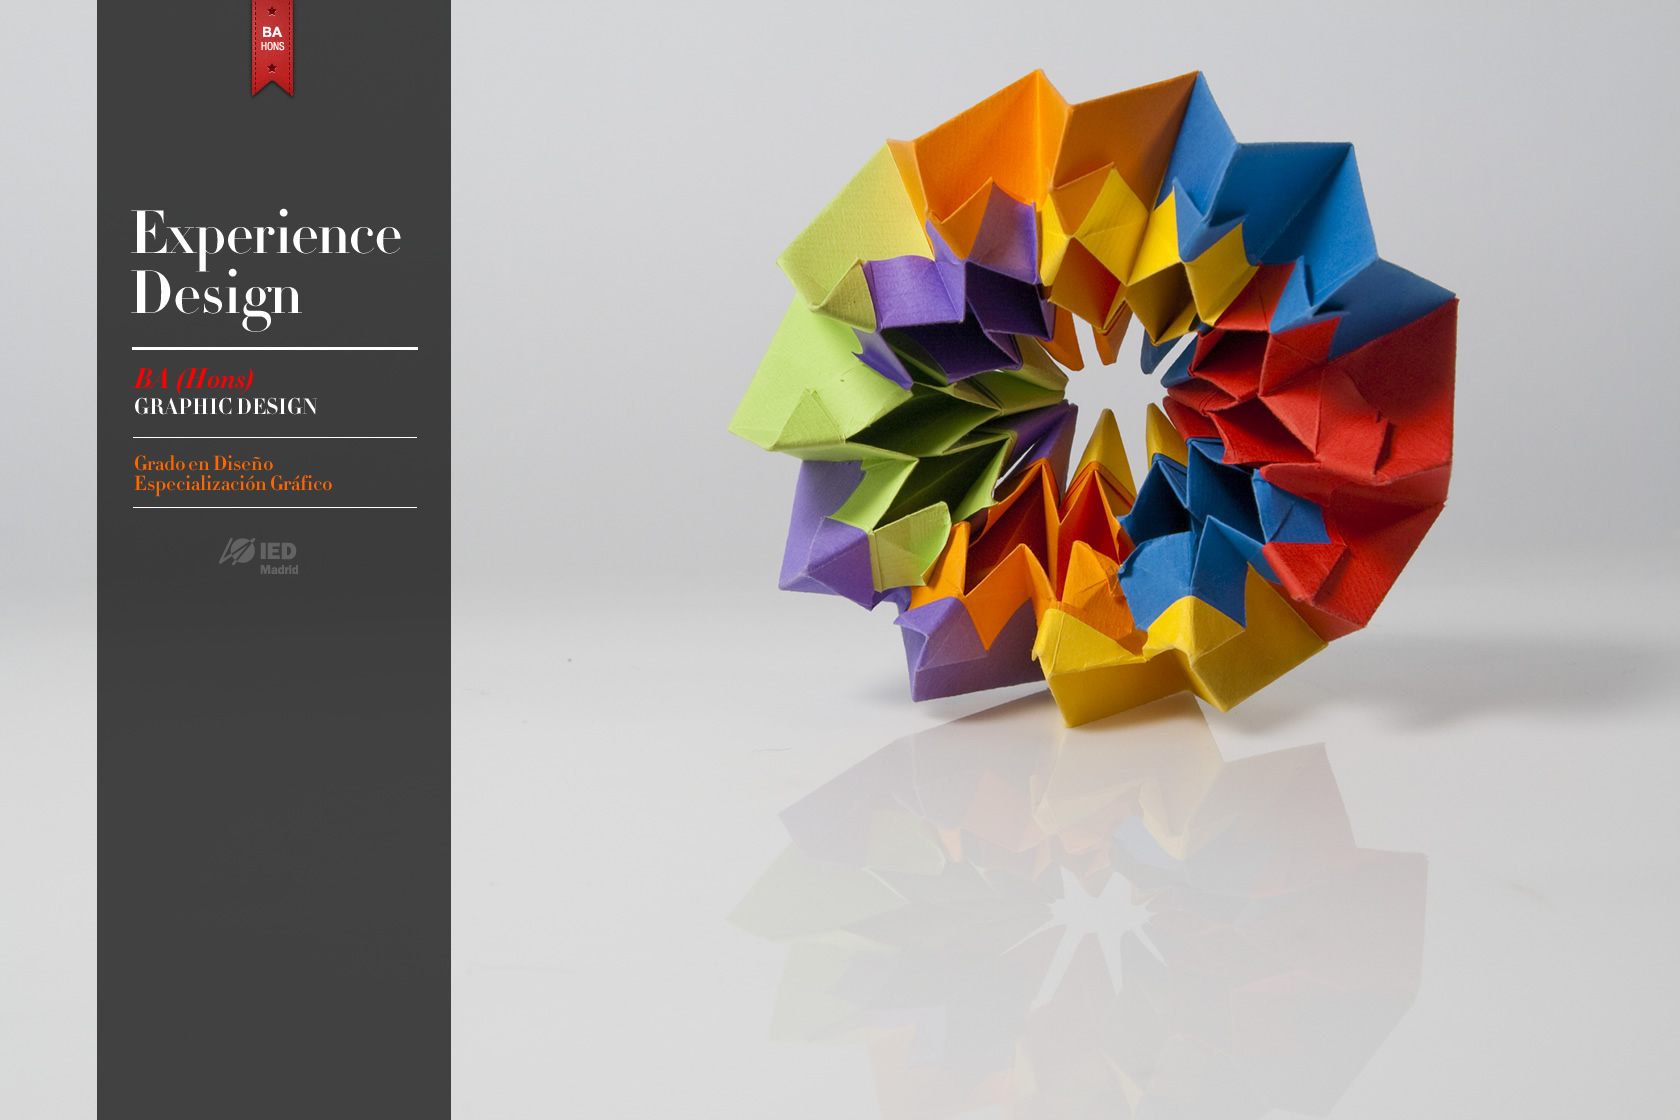 BA
HONS
Experience
Design
BA (Hons)
GRAPHIC DESIGN
Grado en Diseño
Especialización Gráfico
IED
Madrid